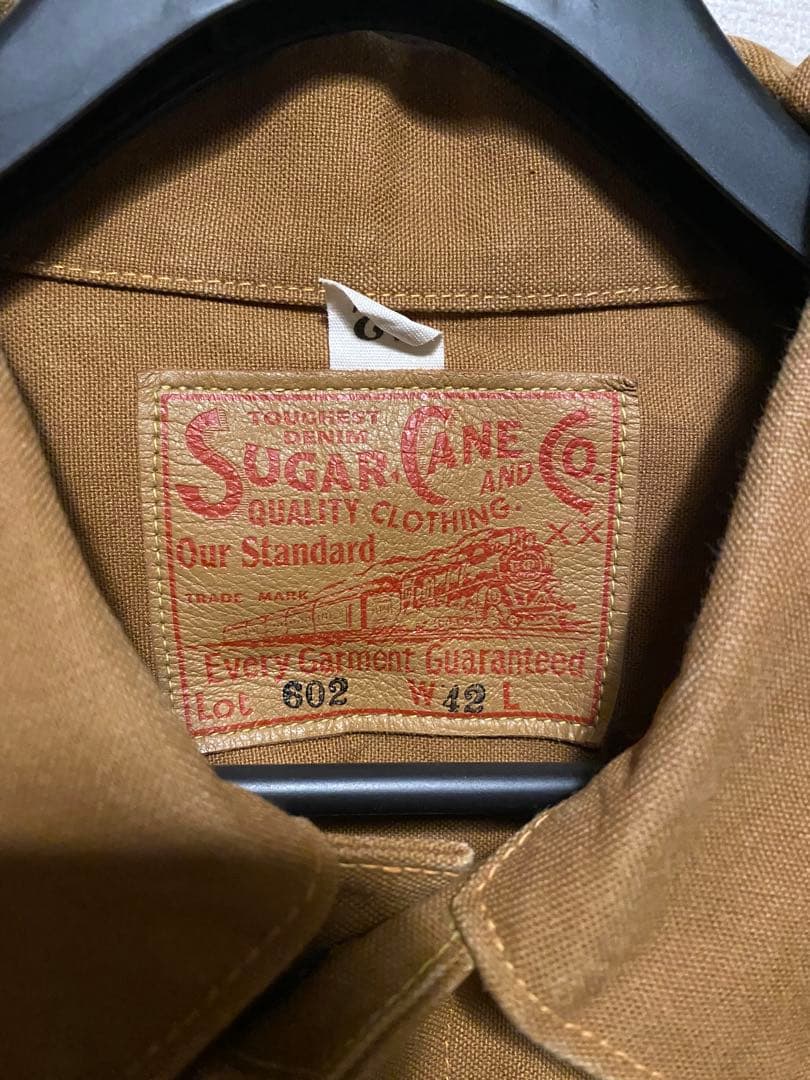 TOUGHEST
DENIM
SUGAR CANE CO.
AND
QUALITY CLOTHING.
XX
Our Standard
TRADE MARK
Every Garment Guaranteed
Lot 602 W 42 L